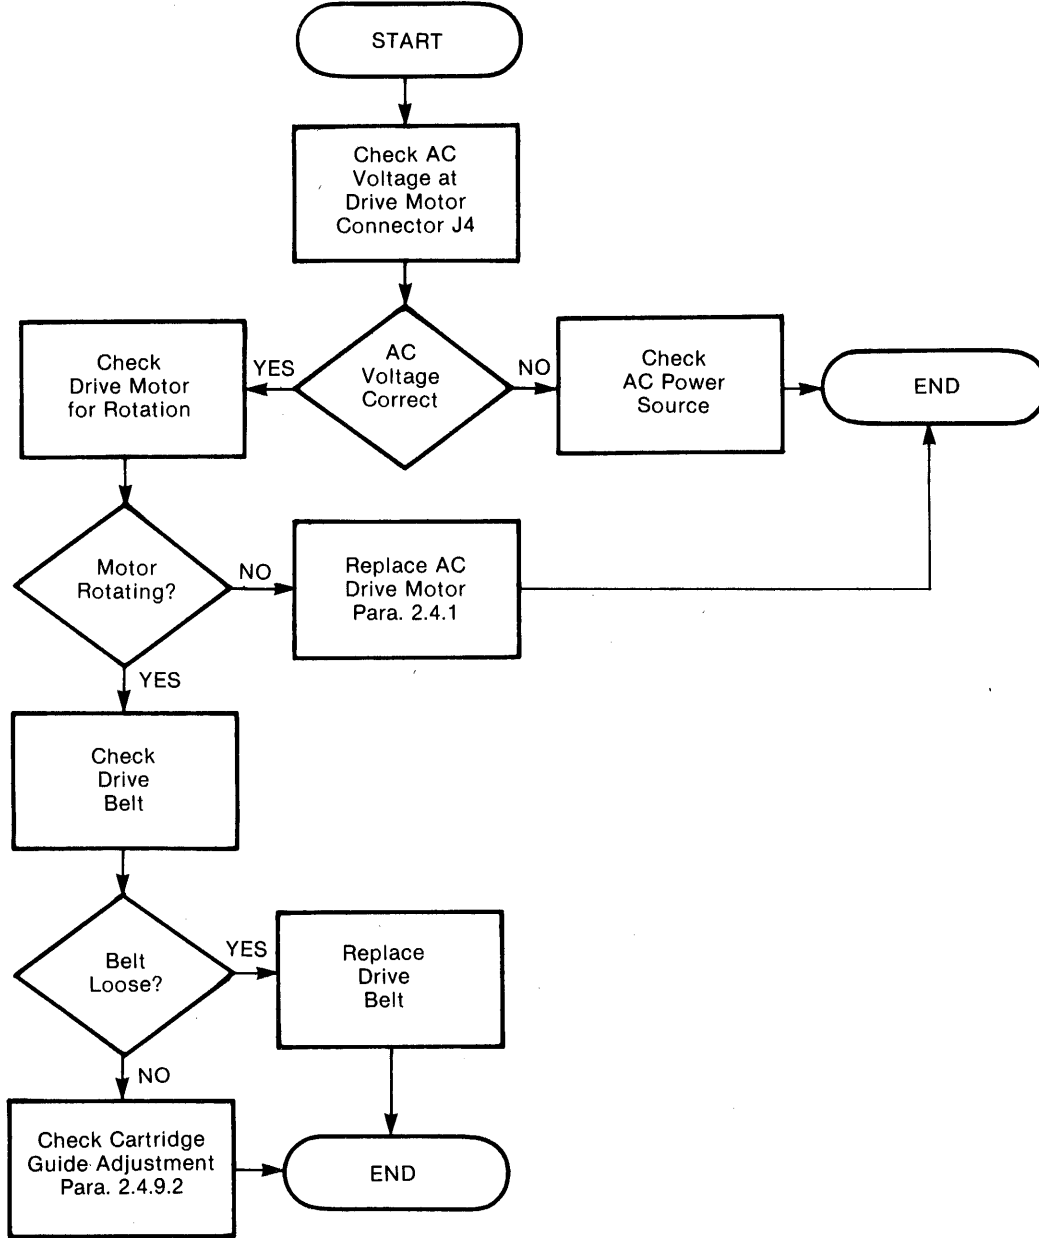 START
Check AC
Voltage at
Drive Motor
Connector J4
Check
Drive Motor
for Rotation
YES
AC
Voltage
Correct
NO
Check
AC Power
Source
END
Motor
Rotating?
NO
Replace AC
Drive Motor
Para. 2.4.1
YES
Check
Drive
Belt
Belt
Loose?
YES
Replace
Drive
Belt
NO
Check Cartridge
Guide Adjustment
Para. 2.4.9.2
END